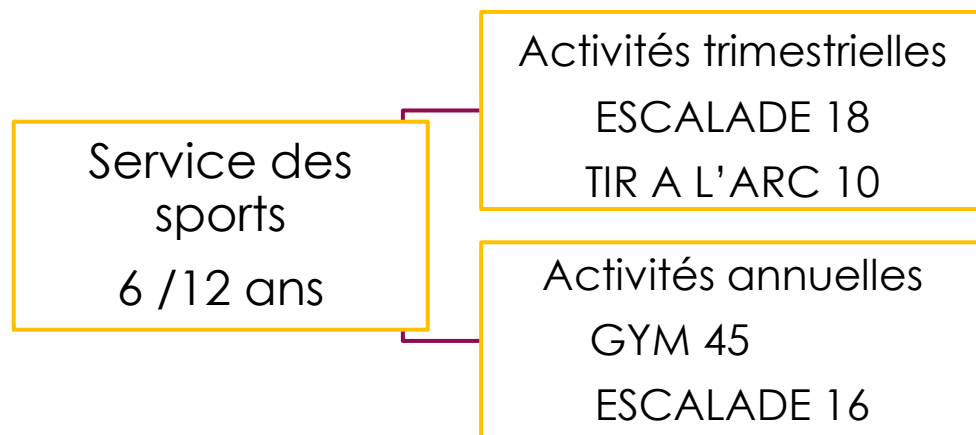 Service des
sports
6 /12 ans
Activités trimestrielles
ESCALADE 18
TIR A L’ARC 10
Activités annuelles
GYM 45
ESCALADE 16